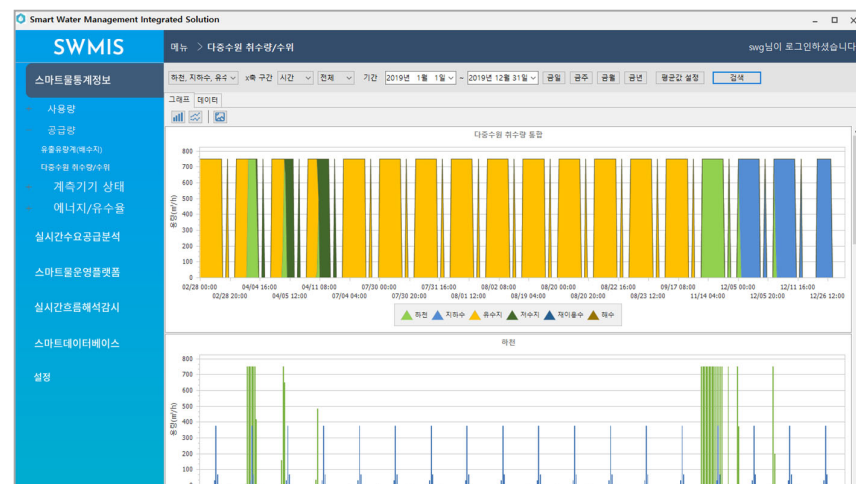 Smart Water Management Integrated Solution
SWMIS
메뉴 > 다중수원 취수량/수위
swg님이 로그인하셨습니다
스마트물통계정보
사용량
공급량
유출유량계(배수지)
다중수원 취수량/수위
계측기기 상태
에너지/유수율
실시간수요공급분석
스마트물운영플랫폼
실시간흐름해석감시
스마트데이터베이스
설정
하천, 지하수, 유수 x축 구간 시간 전체 기간 2019년 1월 1일 ~ 2019년 12월 31일 금일 금주 금월 금년 평균값 설정 검색
그래프 데이터
다중수원 취수량 통합
용량(m³/h)
800
700
600
500
400
300
200
100
0
02/28 00:00 04/04 16:00 04/11 08:00 07/30 00:00 07/31 16:00 08/02 08:00 08/20 00:00 08/22 16:00 09/17 08:00 12/05 00:00 12/11 16:00
02/28 20:00 04/05 12:00 07/04 04:00 07/30 20:00 08/01 12:00 08/19 04:00 08/20 20:00 08/23 12:00 11/14 04:00 12/05 20:00 12/26 12:00
하천 지하수 유수지 저수지 재이용수 해수
하천
용량(m³/h)
800
700
600
500
400
300
200
100